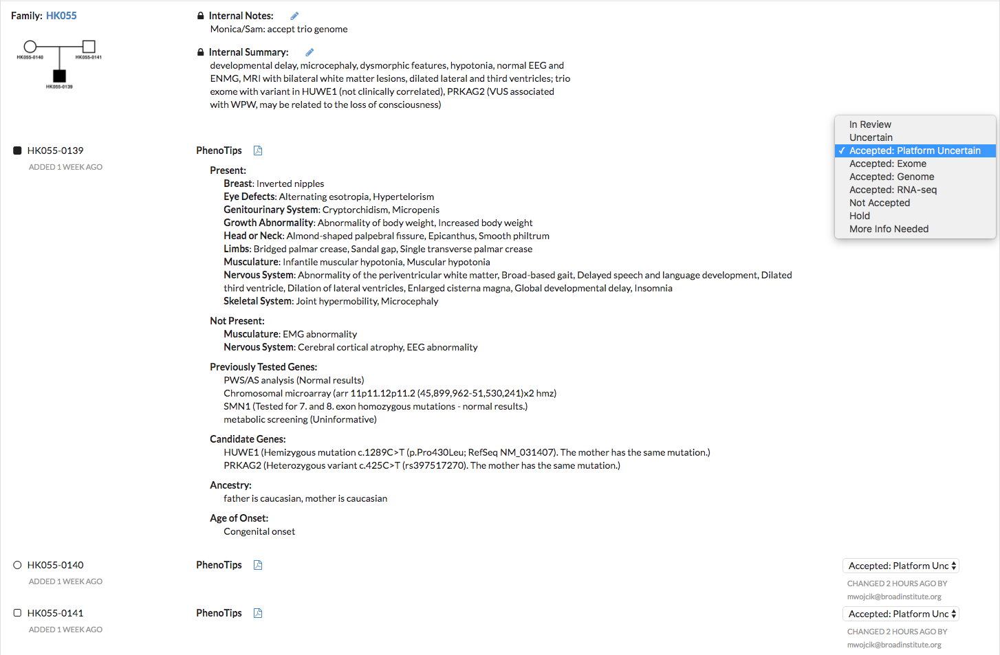 Family: HK055
HK055-0140
HK055-0141
HK055-0139
Internal Notes:
Monica/Sam: accept trio genome
Internal Summary:
developmental delay, microcephaly, dysmorphic features, hypotonia, normal EEG and
ENMG, MRI with bilateral white matter lesions, dilated lateral and third ventricles; trio
exome with variant in HUWE1 (not clinically correlated), PRKAG2 (VUS associated
with WPW, may be related to the loss of consciousness)
In Review
Uncertain
✓ Accepted: Platform Uncertain
Accepted: Exome
Accepted: Genome
Accepted: RNA-seq
Not Accepted
Hold
More Info Needed
HK055-0139
ADDED 1 WEEK AGO
PhenoTips
Present:
Breast: Inverted nipples
Eye Defects: Alternating esotropia, Hypertelorism
Genitourinary System: Cryptorchidism, Micropenis
Growth Abnormality: Abnormality of body weight, Increased body weight
Head or Neck: Almond-shaped palpebral fissure, Epicanthus, Smooth philtrum
Limbs: Bridged palmar crease, Sandal gap, Single transverse palmar crease
Musculature: Infantile muscular hypotonia, Muscular hypotonia
Nervous System: Abnormality of the periventricular white matter, Broad-based gait, Delayed speech and language development, Dilated
third ventricle, Dilation of lateral ventricles, Enlarged cisterna magna, Global developmental delay, Insomnia
Skeletal System: Joint hypermobility, Microcephaly
Not Present:
Musculature: EMG abnormality
Nervous System: Cerebral cortical atrophy, EEG abnormality
Previously Tested Genes:
PWS/AS analysis (Normal results)
Chromosomal microarray (arr 11p11.12p11.2 (45,899,962-51,530,241)x2 hmz)
SMN1 (Tested for 7. and 8. exon homozygous mutations - normal results.)
metabolic screening (Uninformative)
Candidate Genes:
HUWE1 (Hemizygous mutation c.1289C>T (p.Pro430Leu; RefSeq NM_031407). The mother has the same mutation.)
PRKAG2 (Heterozygous variant c.425C>T (rs397517270). The mother has the same mutation.)
Ancestry:
father is caucasian, mother is caucasian
Age of Onset:
Congenital onset
HK055-0140
ADDED 1 WEEK AGO
PhenoTips
Accepted: Platform Unc
CHANGED 2 HOURS AGO BY
mwojcik@broadinstitute.org
HK055-0141
ADDED 1 WEEK AGO
PhenoTips
Accepted: Platform Unc
CHANGED 2 HOURS AGO BY
mwojcik@broadinstitute.org